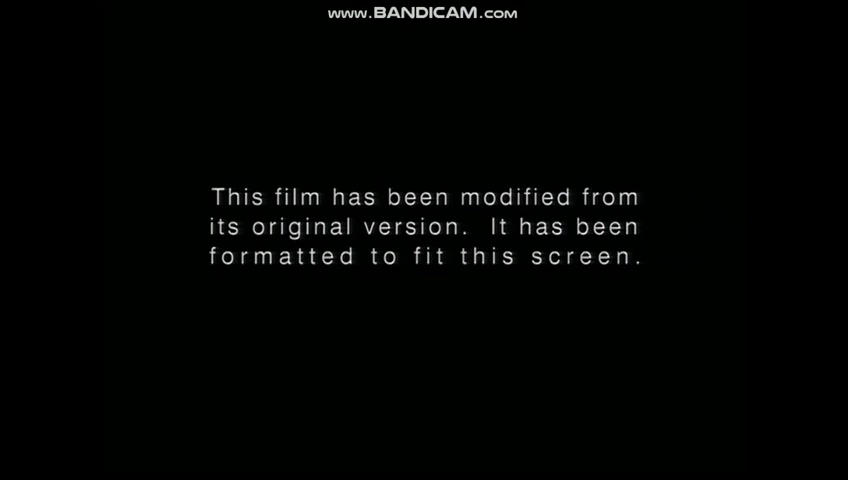 www.BANDICAM.com
This film has been modified from
its original version. It has been
formatted to fit this screen.